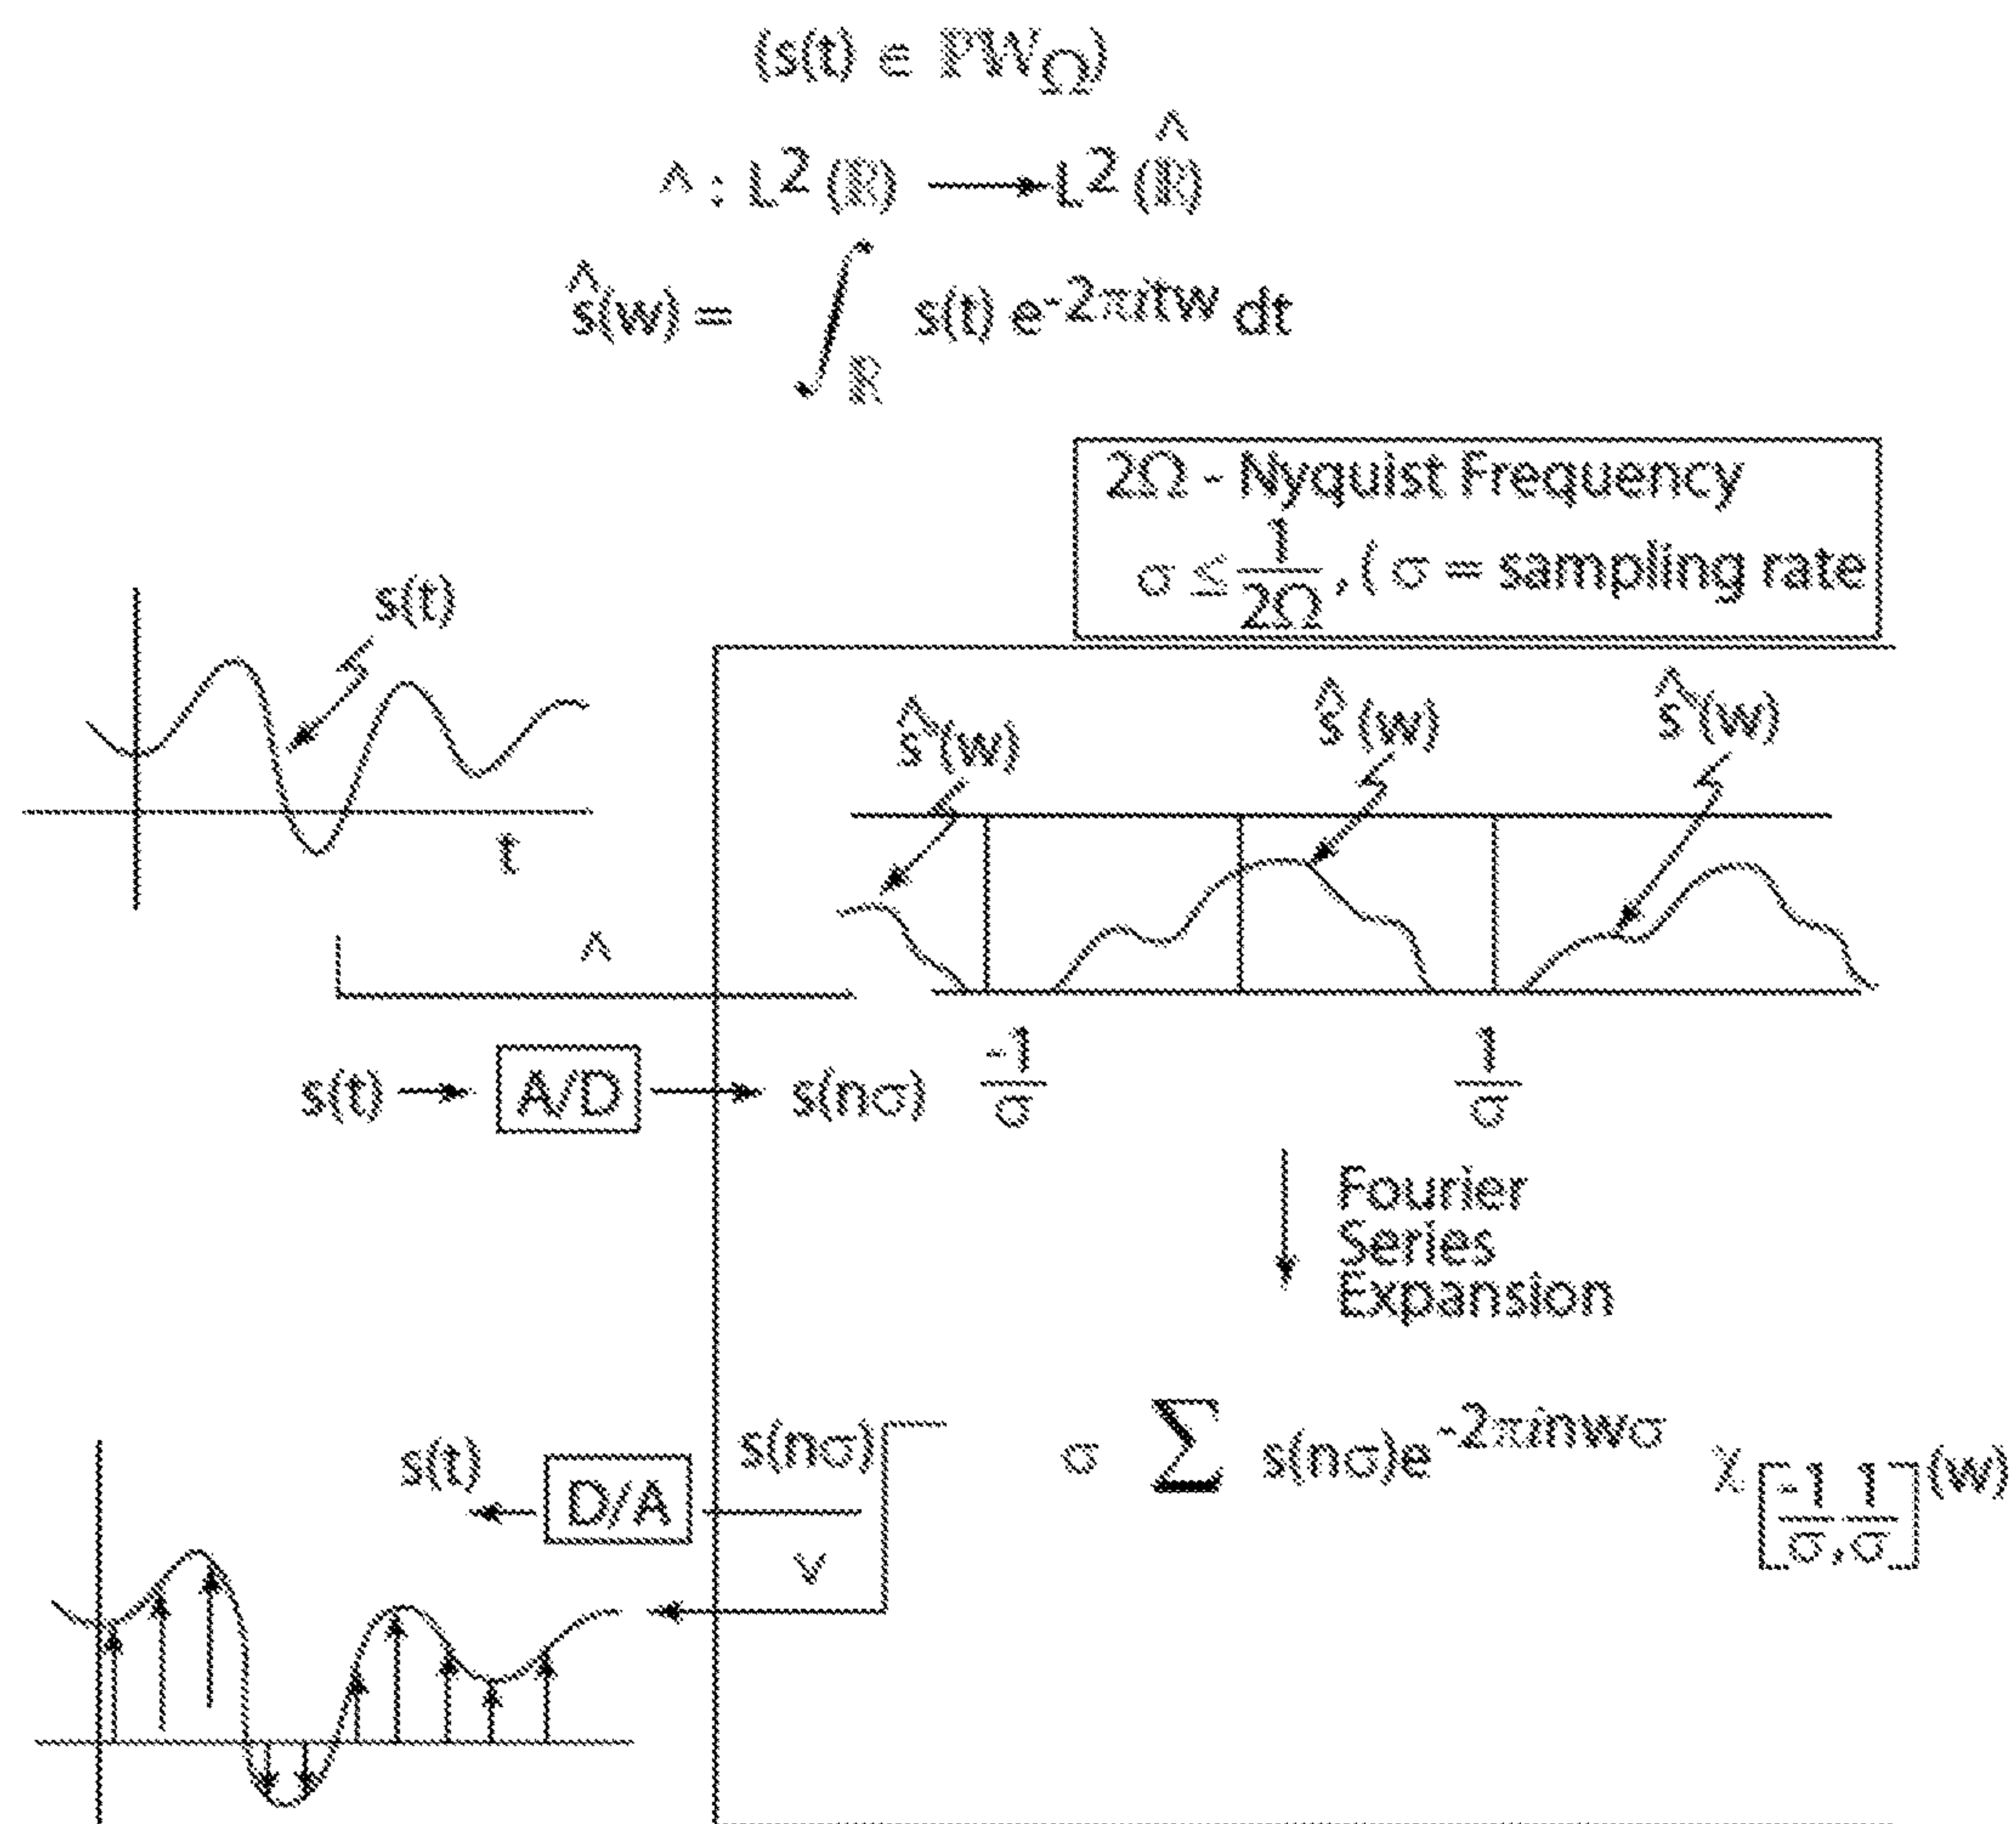 (s(t) ∈ ℙW_Ω)
^ : L² (ℝ) ⟶ L² (ℝ̂)
ŝ(w) = ∫_ℝ s(t) e^-2πitw dt
2Ω - Nyquist Frequency
σ ≤ 1/2Ω, ( σ = sampling rate
s(t)
t
^
ŝ'(w)
ŝ (w)
ŝ'(w)
s(t) → A/D → s(nσ)
-1/σ
1/σ
Fourier
Series
Expansion
s(t) ← D/A
s(nσ)
v
σ ∑ s(nσ)e^-2πinwσ χ_[-1/σ, 1/σ] (w)